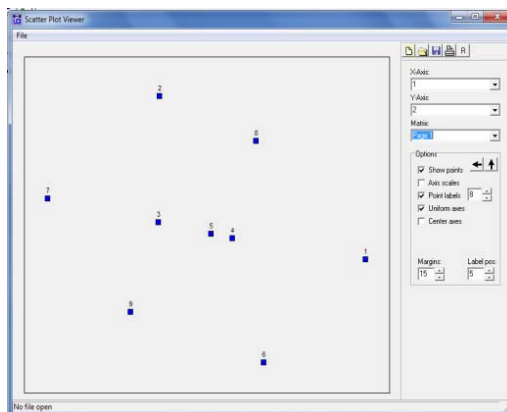 Scatter Plot Viewer
File
R
X-Axis:
1
Y-Axis:
2
Matrix:
Page 1
Options
Show points
Axis scales
Point labels
8
Uniform axes
Center axes
Margins:
Label pos:
15
5
2
8
7
3
5
4
1
9
6
No file open